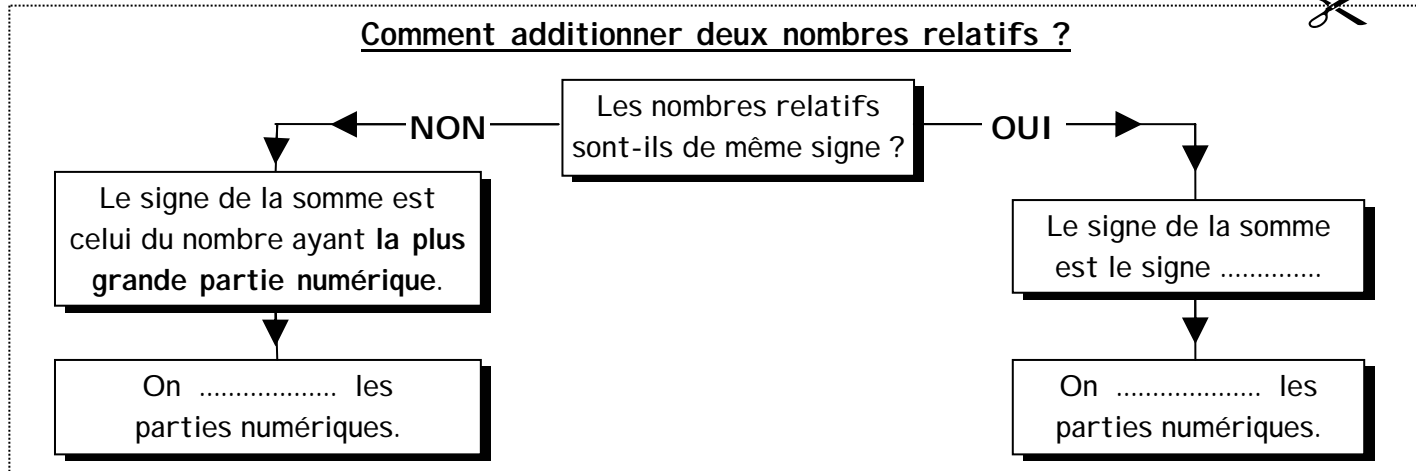 Comment additionner deux nombres relatifs ?
Les nombres relatifs
sont-ils de même signe ?
NON
OUI
Le signe de la somme est
celui du nombre ayant la plus
grande partie numérique.
On ................... les
parties numériques.
Le signe de la somme
est le signe ..............
On .................... les
parties numériques.